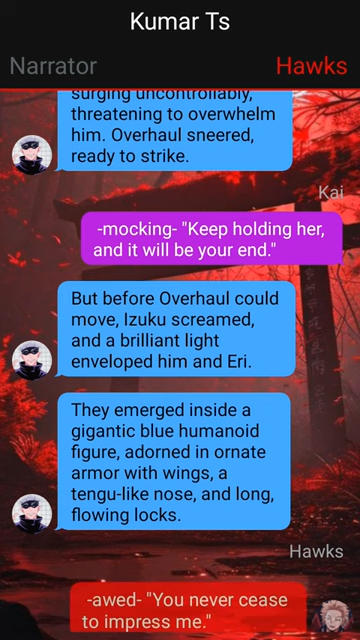 Kumar Ts
Narrator
Hawks
surging uncontrollably,
threatening to overwhelm
him. Overhaul sneered,
ready to strike.
Kai
-mocking- "Keep holding her,
and it will be your end."
But before Overhaul could
move, Izuku screamed,
and a brilliant light
enveloped him and Eri.
They emerged inside a
gigantic blue humanoid
figure, adorned in ornate
armor with wings, a
tengu-like nose, and long,
flowing locks.
Hawks
-awed- "You never cease
to impress me."